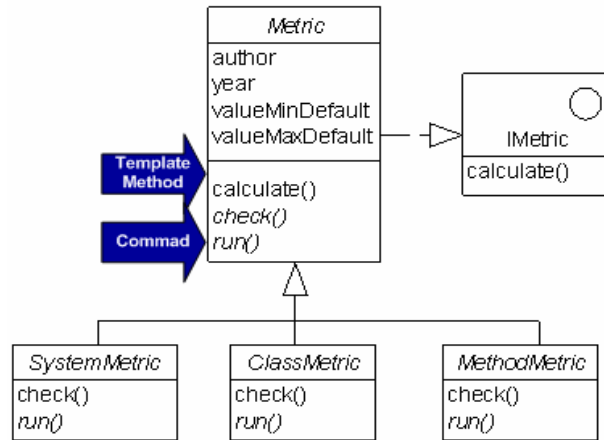 Metric
author
year
valueMinDefault
valueMaxDefault
calculate()
check()
run()
IMetric
calculate()
Template
Method
Commad
SystemMetric
check()
run()
ClassMetric
check()
run()
MethodMetric
check()
run()